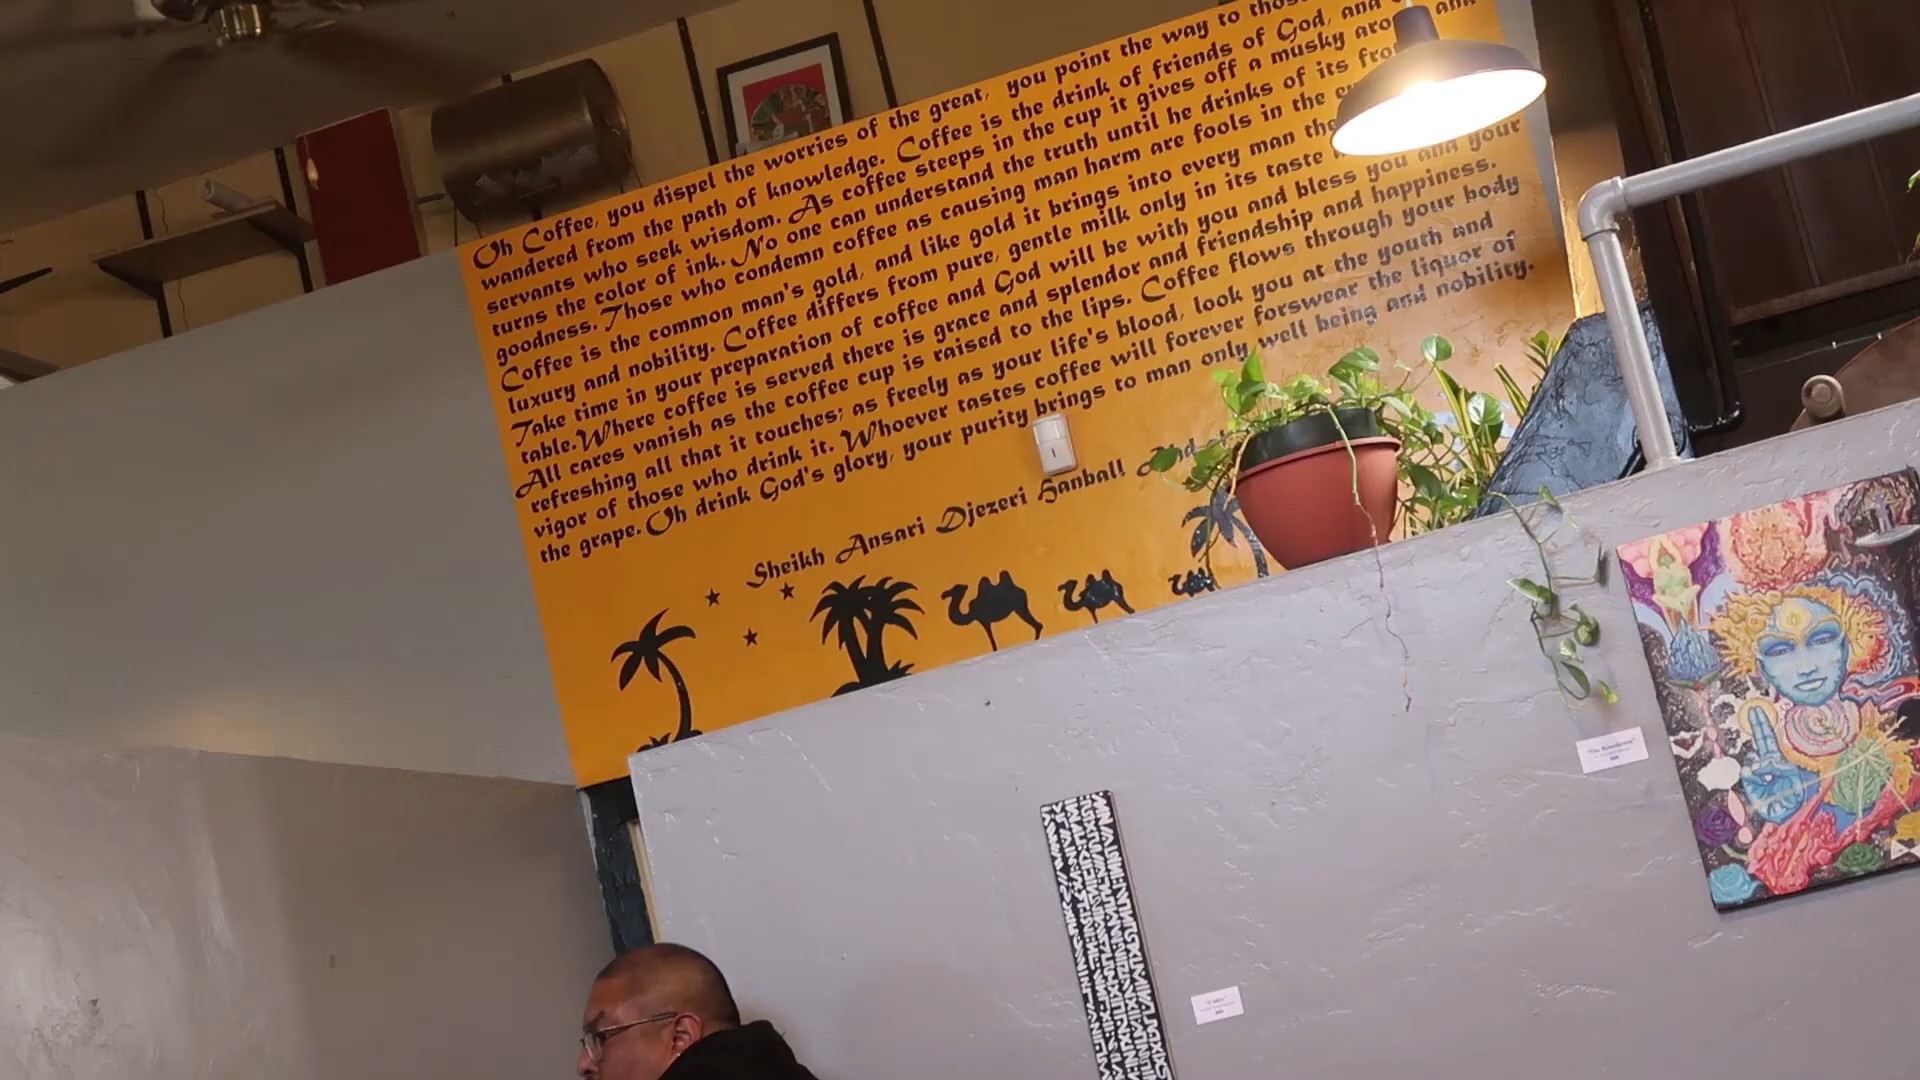 Oh Coffee, you dispel the worries of the great, you point the way to those
wandered from the path of knowledge. Coffee is the drink of friends of God, and
servants who seek wisdom. As coffee steeps in the cup it gives off a musky and
turns the color of ink. No one can understand the truth until he drinks of its
goodness. Those who condemn coffee as causing man harm are fools in the
Coffee is the common man's gold, and like gold it brings into every man
luxury and nobility. Coffee differs from pure, gentle milk only in its taste
Take time in your preparation of coffee and God will be with you and bless you and your
table.Where coffee is served there is grace and splendor and friendship and happiness.
All cares vanish as the coffee cup is raised to the lips. Coffee flows through your body
refreshing all that it touches; as freely as your life's blood, look you at the youth and
vigor of those who drink it. Whoever tastes coffee will forever forswear the liquor of
the grape. Oh drink God's glory, your purity brings to man only well being and nobility.
Sheikh Ansari Djezeri Hanball